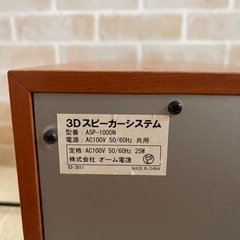 3Dスピーカーシステム
型番：ASP-1000N
電源：AC100V 50/60Hz 共用
定格：AC100V 50/60Hz 25W
株式会社 オーム電機
03-2011
MADE IN CHINA